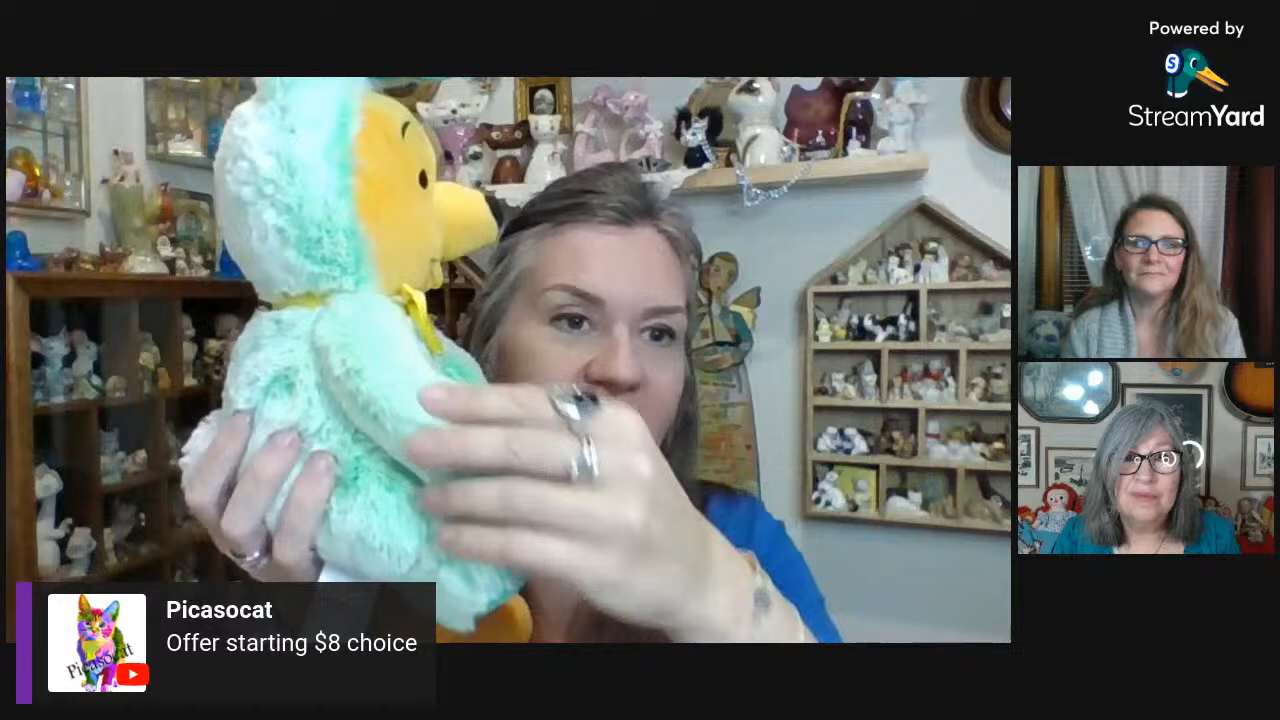 Powered by
S
StreamYard
Picasocat
Offer starting $8 choice
Picasocat